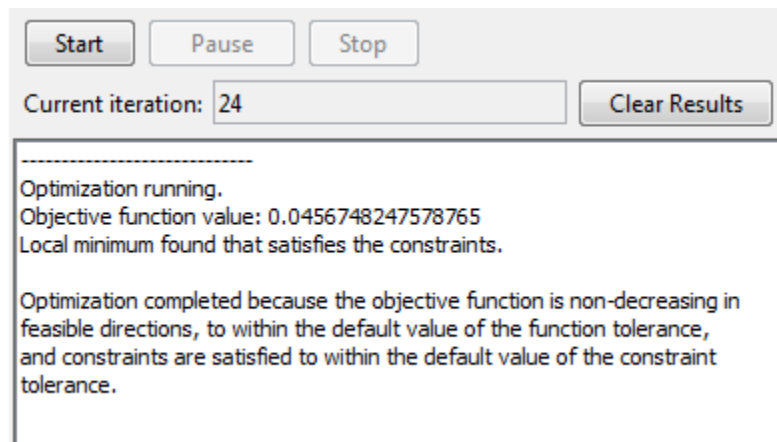 Start Pause Stop
Current iteration: 24 Clear Results
-----------------------------
Optimization running.
Objective function value: 0.0456748247578765
Local minimum found that satisfies the constraints.
Optimization completed because the objective function is non-decreasing in
feasible directions, to within the default value of the function tolerance,
and constraints are satisfied to within the default value of the constraint
tolerance.